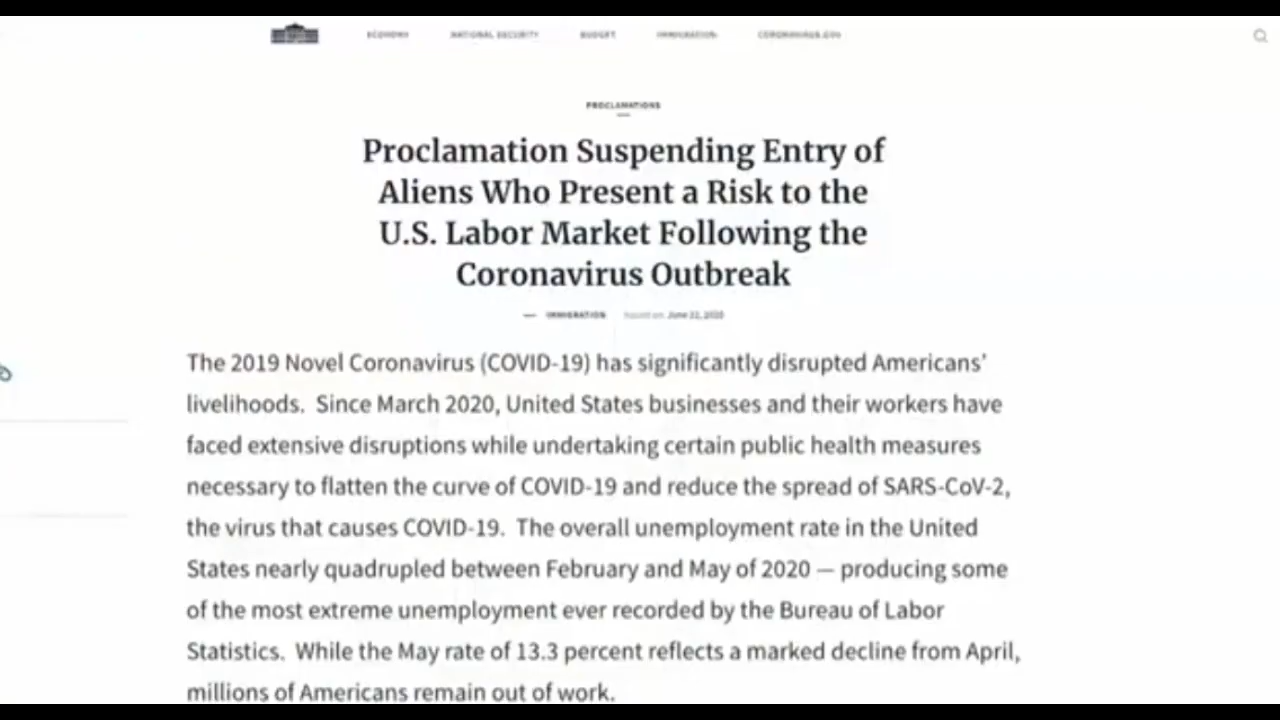 ECONOMY NATIONAL SECURITY BUDGET IMMIGRATION CORONAVIRUS.GOV
PROCLAMATIONS
Proclamation Suspending Entry of
Aliens Who Present a Risk to the
U.S. Labor Market Following the
Coronavirus Outbreak
— IMMIGRATION Issued on: June 22, 2020
The 2019 Novel Coronavirus (COVID-19) has significantly disrupted Americans’
livelihoods. Since March 2020, United States businesses and their workers have
faced extensive disruptions while undertaking certain public health measures
necessary to flatten the curve of COVID-19 and reduce the spread of SARS-CoV-2,
the virus that causes COVID-19. The overall unemployment rate in the United
States nearly quadrupled between February and May of 2020 — producing some
of the most extreme unemployment ever recorded by the Bureau of Labor
Statistics. While the May rate of 13.3 percent reflects a marked decline from April,
millions of Americans remain out of work.